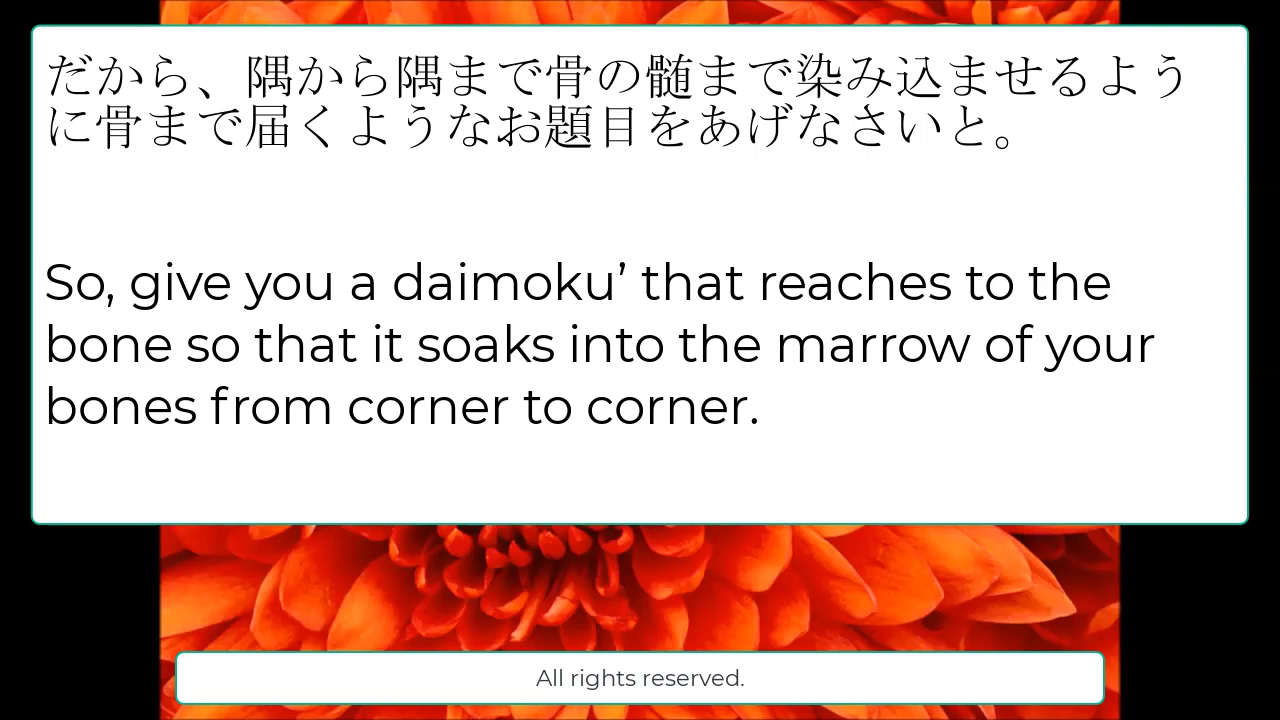 だから、隅から隅まで骨の髄まで染み込ませるよう
に骨まで届くようなお題目をあげなさいと。
So, give you a daimoku’ that reaches to the
bone so that it soaks into the marrow of your
bones from corner to corner.
All rights reserved.